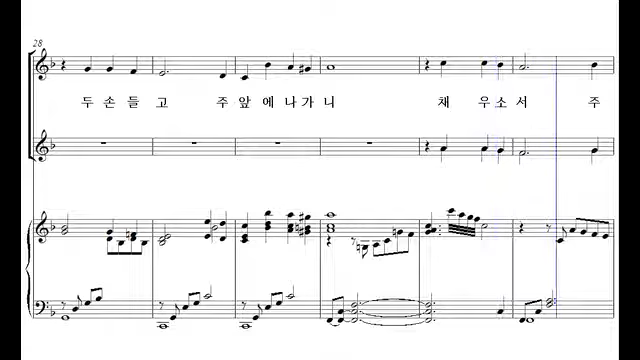 28
두 손 들 고 주 앞 에 나 가 니 채 우 소 서 주